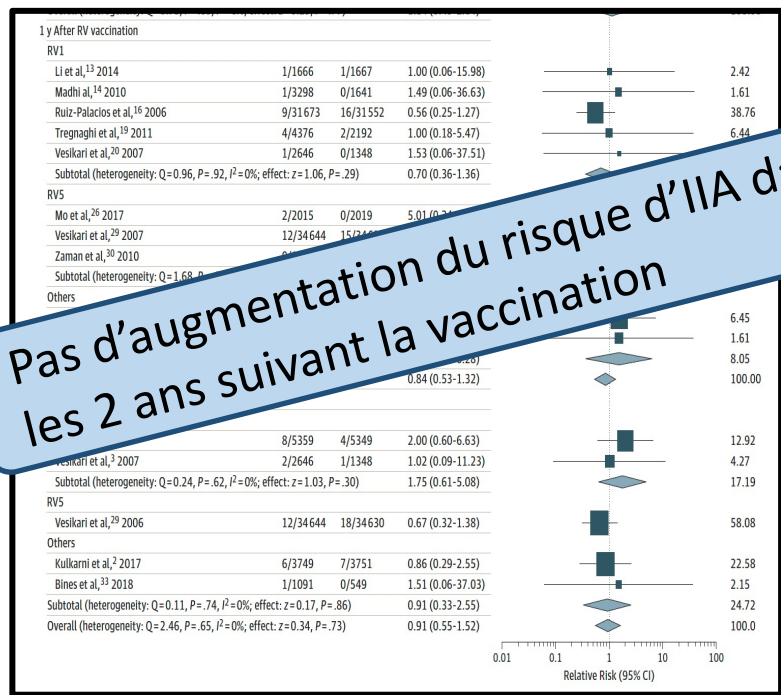 1 y After RV vaccination
RV1
Li et al,13 2014 1/1666 1/1667 1.00 (0.06-15.98) 2.42
Madhi al,14 2010 1/3298 0/1641 1.49 (0.06-36.63) 1.61
Ruiz-Palacios et al,16 2006 9/31673 16/31552 0.56 (0.25-1.27) 38.76
Tregnaghi et al,19 2011 4/4376 2/2192 1.00 (0.18-5.47) 6.44
Vesikari et al,20 2007 1/2646 0/1348 1.53 (0.06-37.51)
Subtotal (heterogeneity: Q=0.96, P=.92, I2=0%; effect: z=1.06, P=.29) 0.70 (0.36-1.36)
RV5
Mo et al,26 2017 2/2015 0/2019
Vesikari et al,29 2007 12/34644
Zaman et al,30 2010
Subtotal (heterogeneity: Q=1.68,
Others
Pas d'augmentation du risque d'IIA
les 2 ans suivant la vaccination
6.45
1.61
8.05
0.84 (0.53-1.32) 100.00
8/5359 4/5349 2.00 (0.60-6.63) 12.92
Vesikari et al,3 2007 2/2646 1/1348 1.02 (0.09-11.23) 4.27
Subtotal (heterogeneity: Q=0.24, P=.62, I2=0%; effect: z=1.03, P=.30) 1.75 (0.61-5.08) 17.19
RV5
Vesikari et al,29 2006 12/34644 18/34630 0.67 (0.32-1.38) 58.08
Others
Kulkarni et al,2 2017 6/3749 7/3751 0.86 (0.29-2.55) 22.58
Bines et al,33 2018 1/1091 0/549 1.51 (0.06-37.03) 2.15
Subtotal (heterogeneity: Q=0.11, P=.74, I2=0%; effect: z=0.17, P=.86) 0.91 (0.33-2.55) 24.72
Overall (heterogeneity: Q=2.46, P=.65, I2=0%; effect: z=0.34, P=.73) 0.91 (0.55-1.52) 100.0
0.01 0.1 1 10 100
Relative Risk (95% CI)